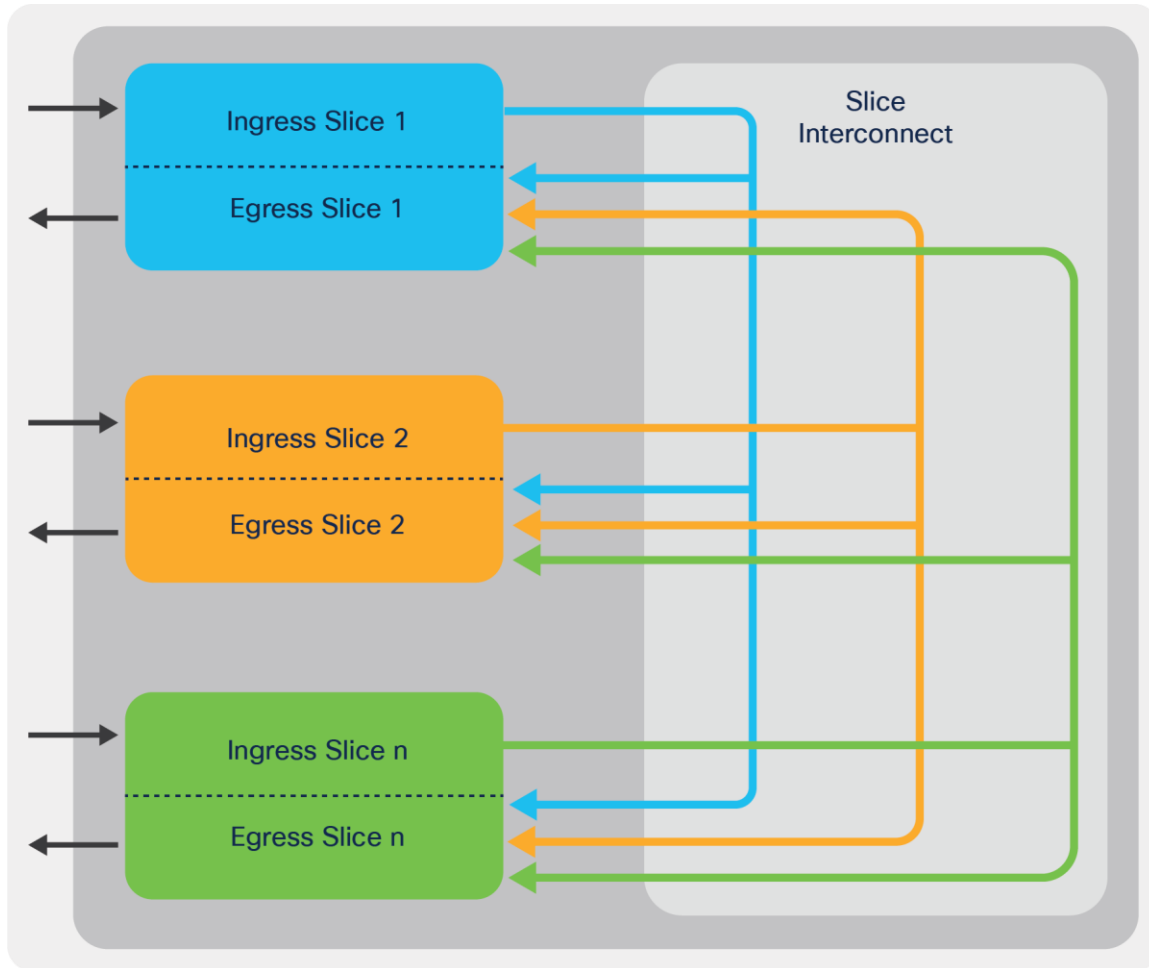 Slice
Interconnect
Ingress Slice 1
Egress Slice 1
Ingress Slice 2
Egress Slice 2
Ingress Slice n
Egress Slice n